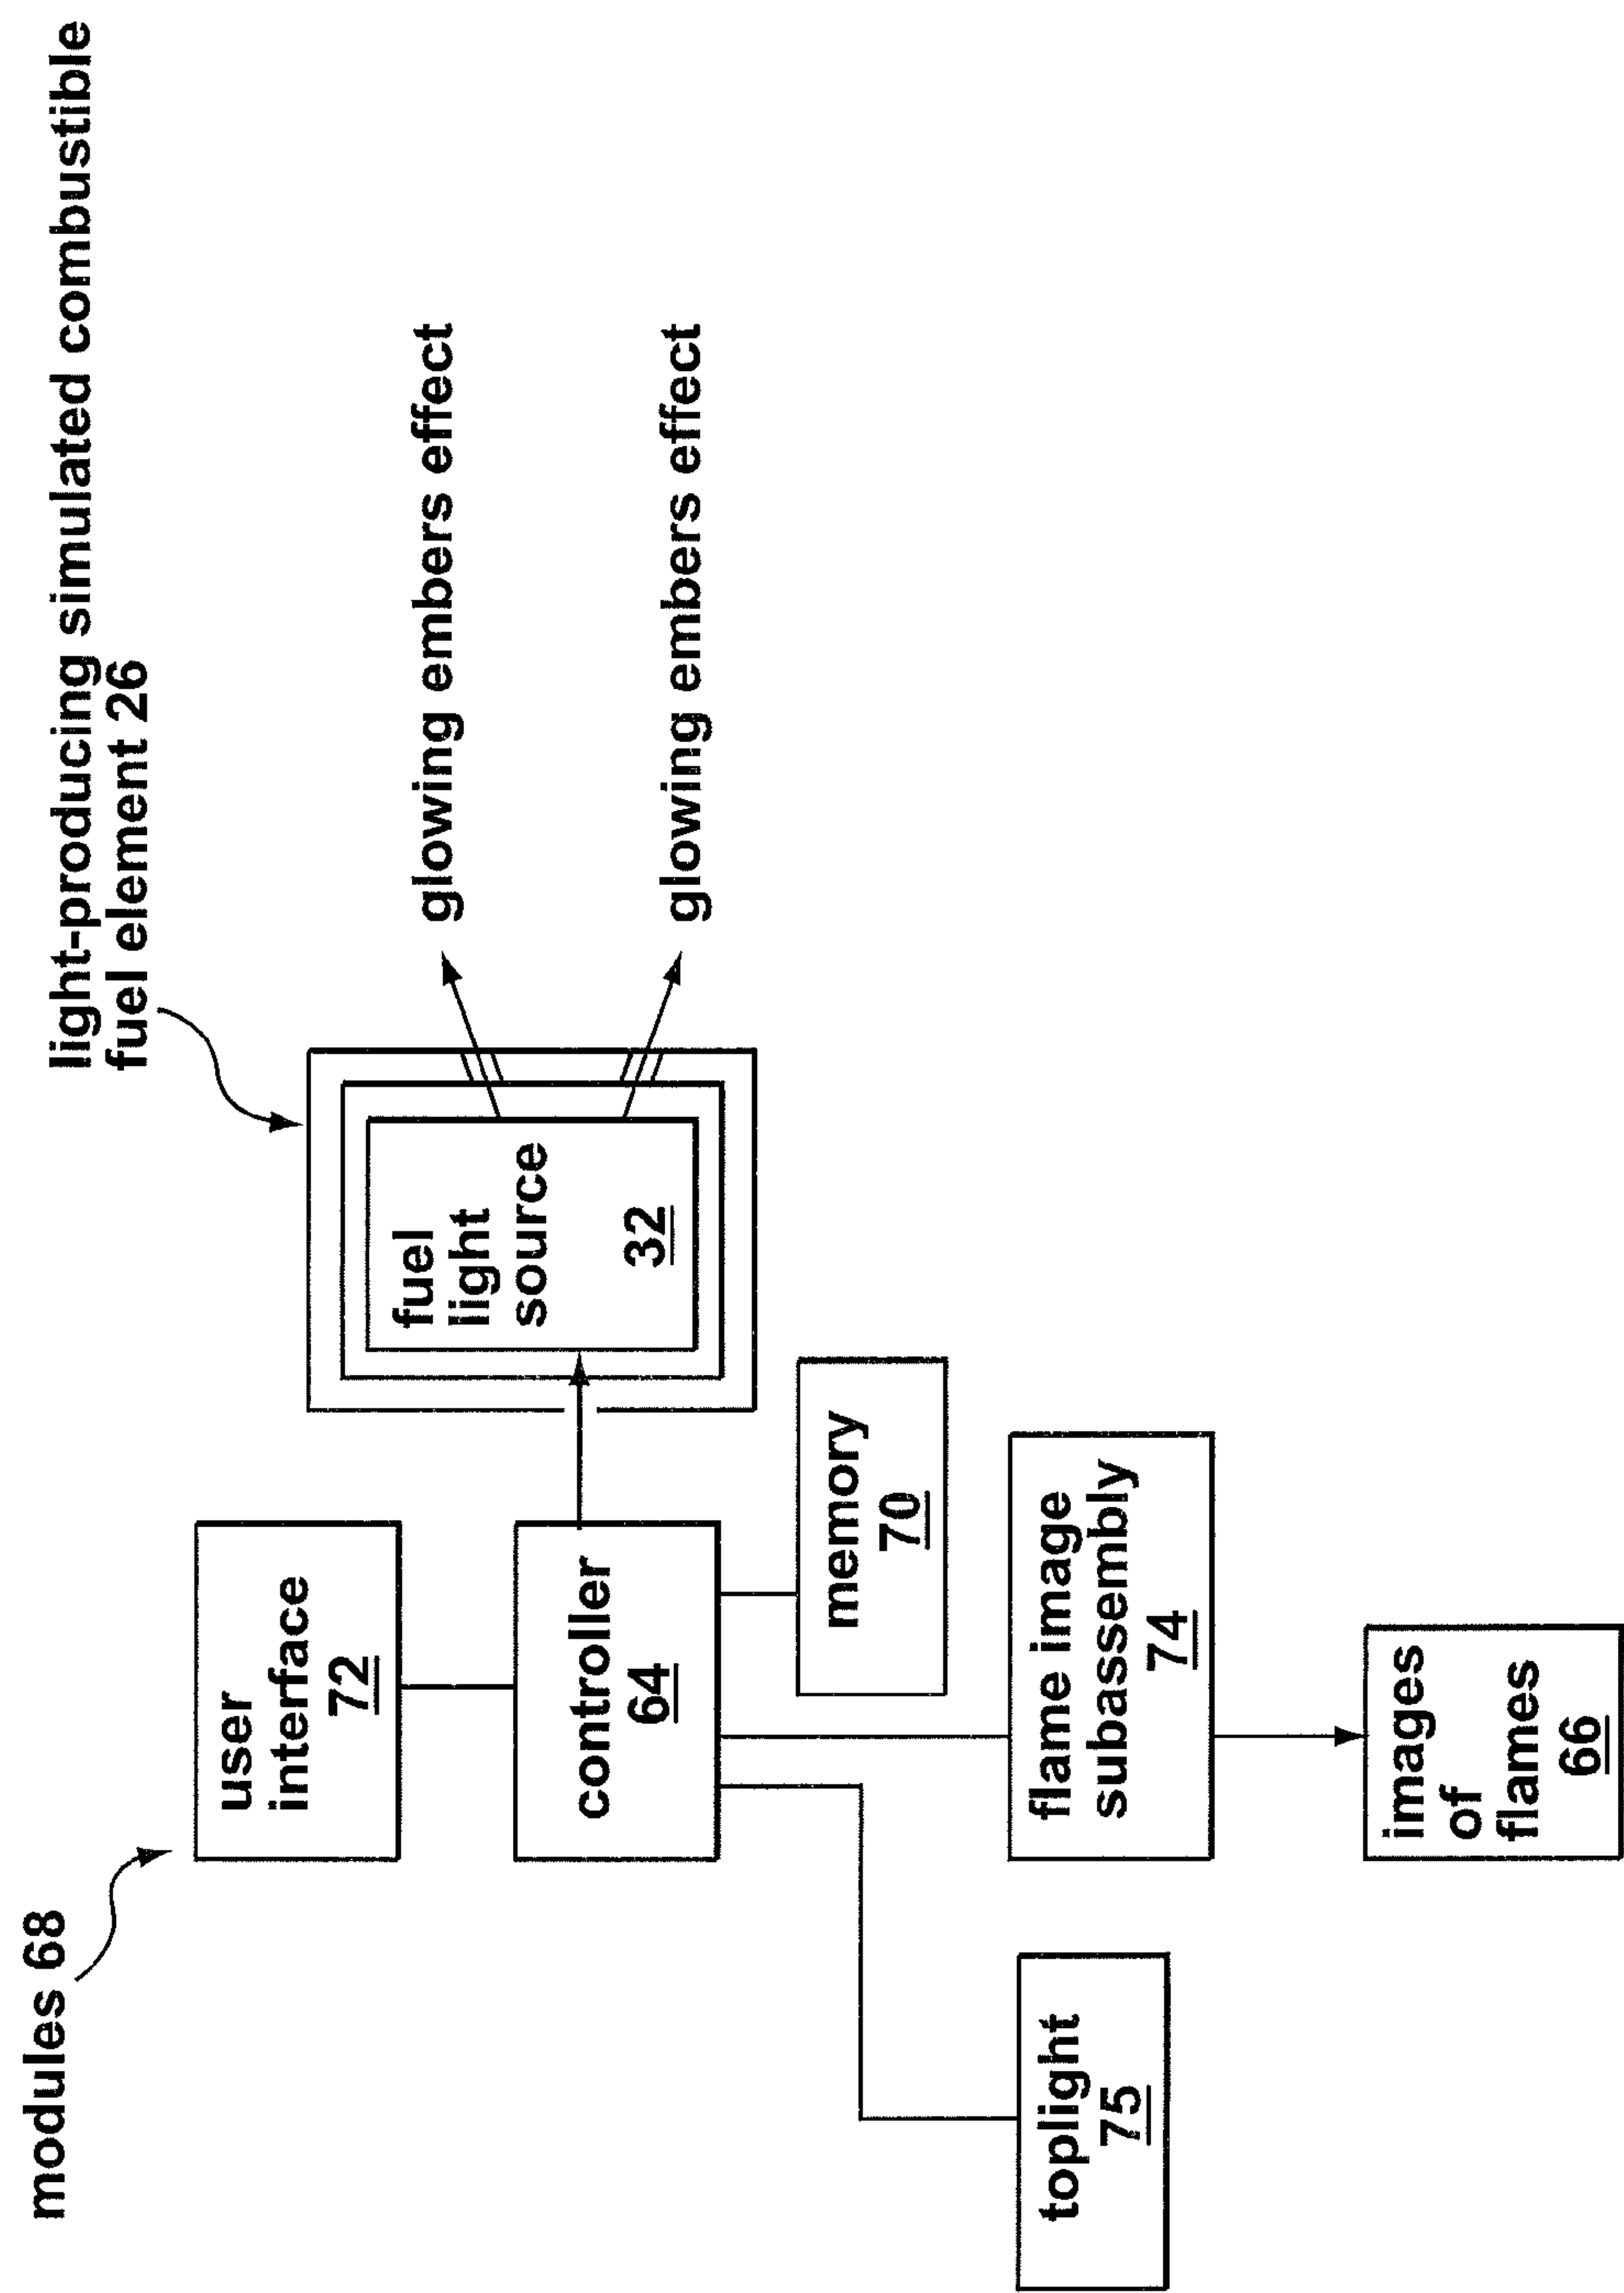 modules 68
light-producing simulated combustible
fuel element 26
user
interface
72
controller
64
fuel
light
source
32
glowing embers effect
glowing embers effect
memory
70
toplight
75
flame image
subassembly
74
images
of
flames
66